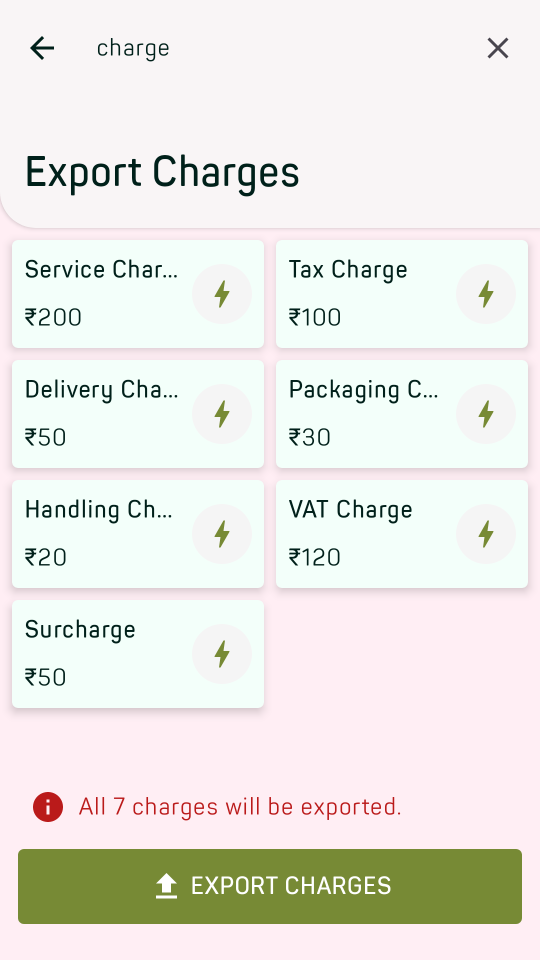 charge
Export Charges
Service Char...
₹200
Tax Charge
₹100
Delivery Cha...
₹50
Packaging C...
₹30
Handling Ch...
₹20
VAT Charge
₹120
Surcharge
₹50
All 7 charges will be exported.
EXPORT CHARGES